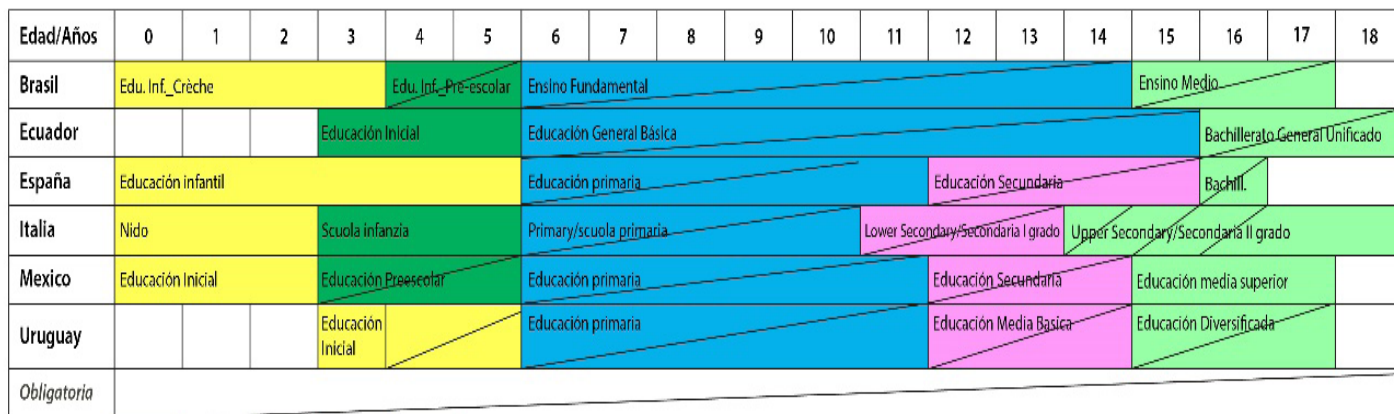 Edad/Años 0 1 2 3 4 5 6 7 8 9 10 11 12 13 14 15 16 17 18
Brasil Edu. Inf._Crèche Edu. Inf._Pre-escolar Ensino Fundamental Ensino Medio
Ecuador Educación Inicial Educación General Básica Bachillerato General Unificado
España Educación infantil Educación primaria Educación Secundaria Bachill.
Italia Nido Scuola infanzia Primary/scuola primaria Lower Secondary/Secondaria I grado Upper Secondary/Secondaria II grado
Mexico Educación Inicial Educación Preescolar Educación primaria Educación Secundaria Educación media superior
Uruguay Educación Inicial Educación primaria Educación Media Basica Educación Diversificada
Obligatoria